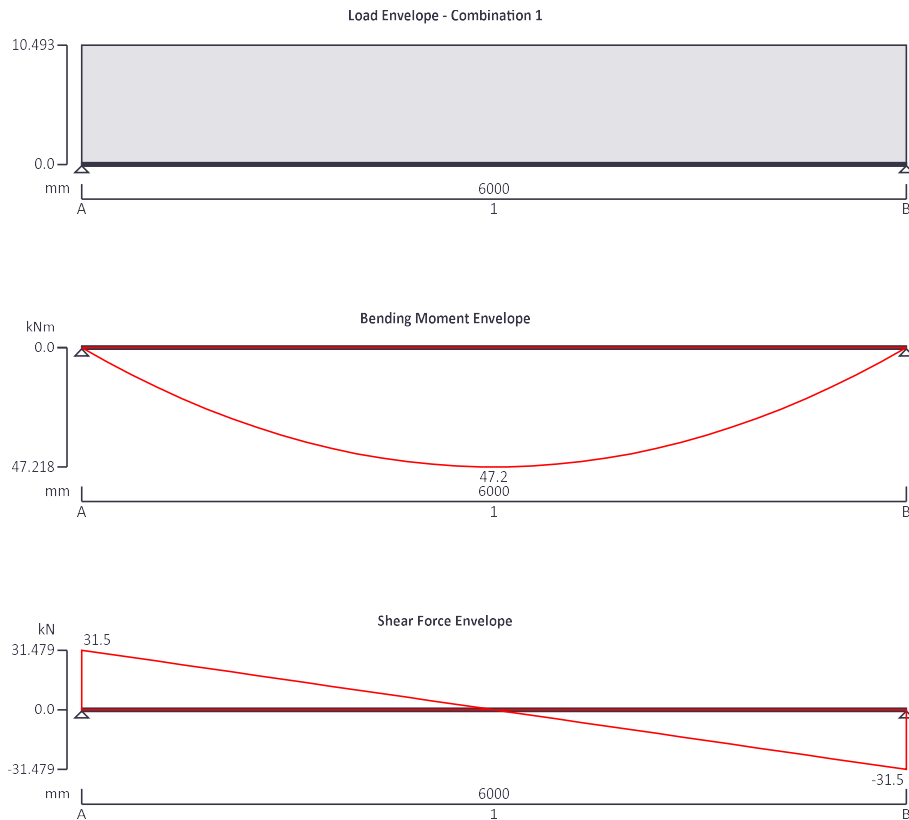 Load Envelope - Combination 1
10.493
0.0
mm 6000
A 1 B
Bending Moment Envelope
kNm
0.0
47.218
47.2
mm 6000
A 1 B
Shear Force Envelope
kN
31.5
31.479
0.0
-31.479
-31.5
mm 6000
A 1 B